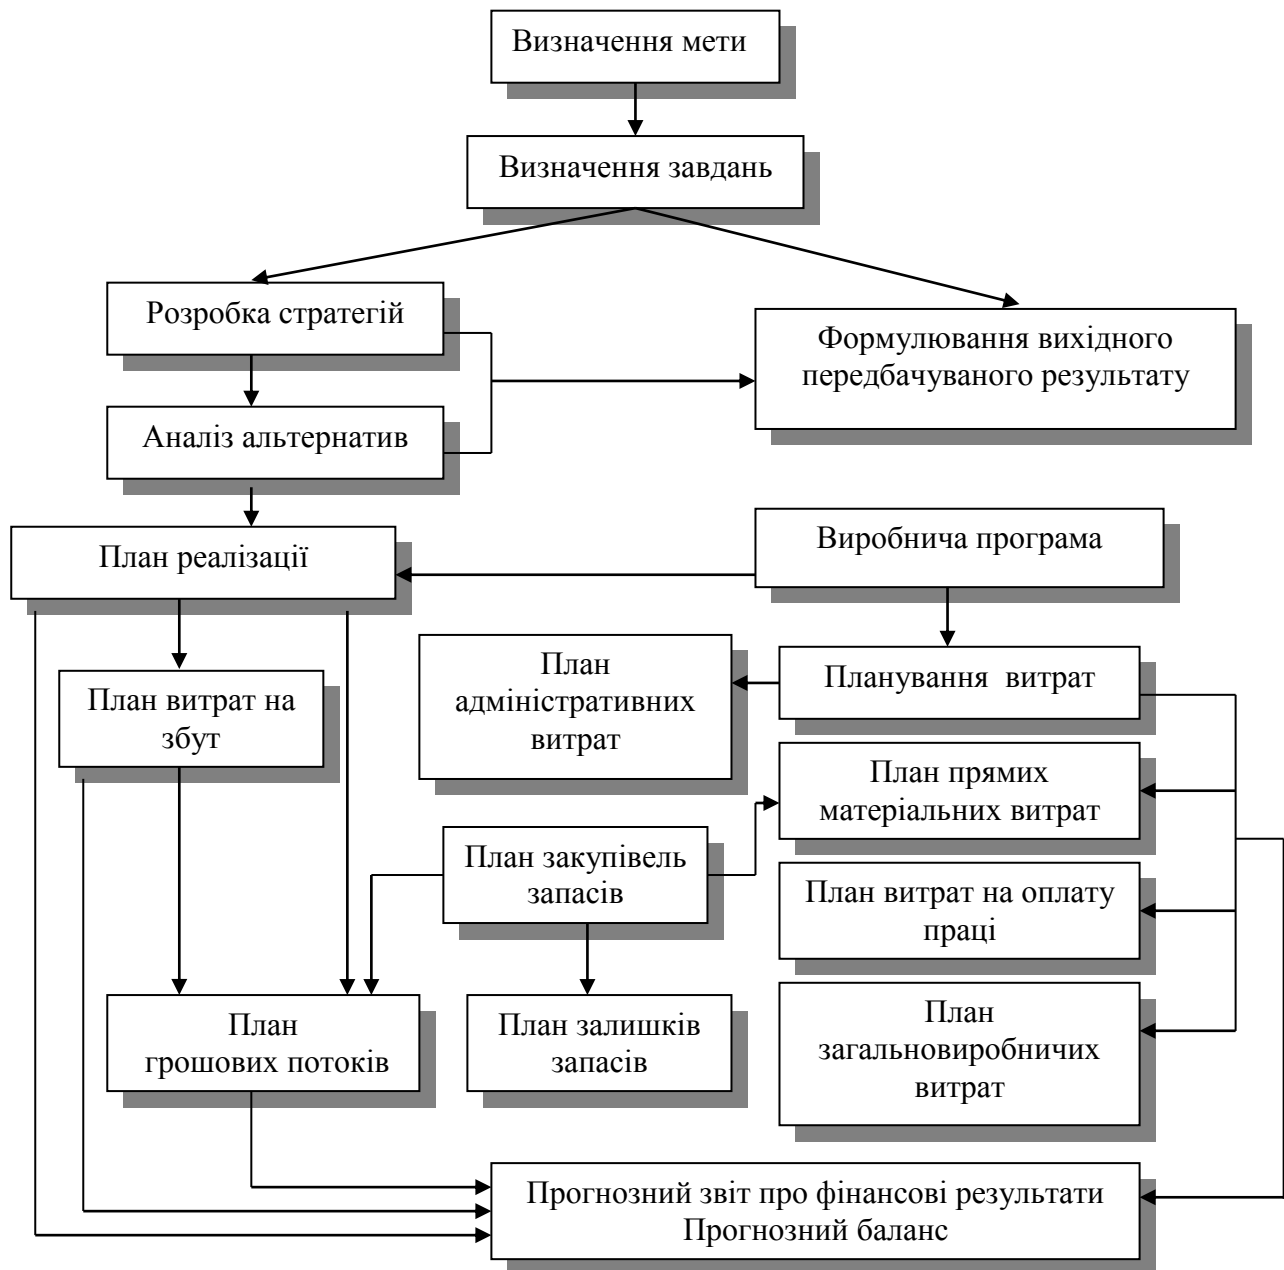 Визначення мети
Визначення завдань
Розробка стратегій
Формулювання вихідного
передбачуваного результату
Аналіз альтернатив
План реалізації
Виробнича програма
План
адміністративних
витрат
Планування витрат
План витрат на
збут
План прямих
матеріальних витрат
План закупівель
запасів
План витрат на оплату
праці
План
грошових потоків
План залишків
запасів
План
загальновиробничих
витрат
Прогнозний звіт про фінансові результати
Прогнозний баланс